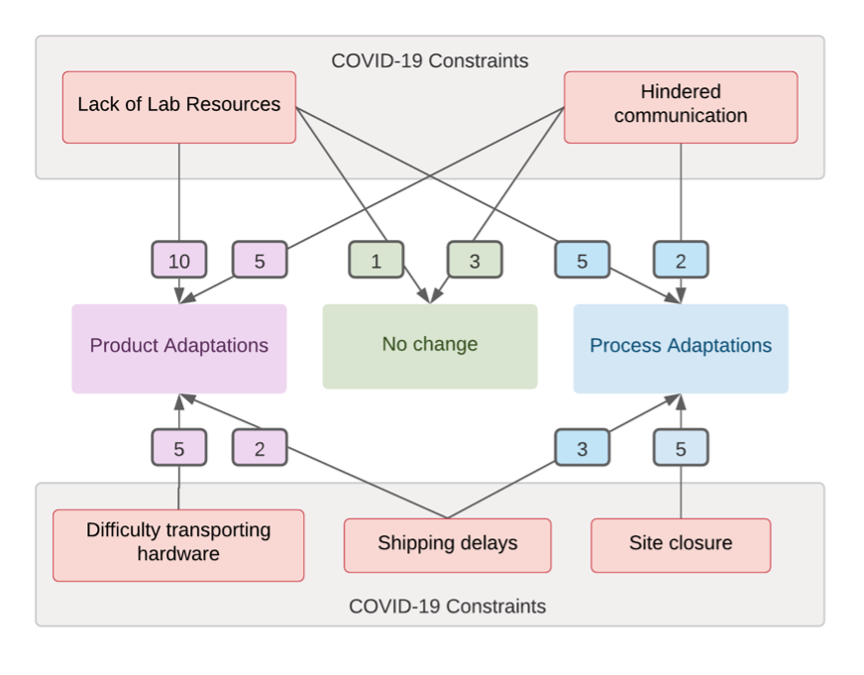 COVID-19 Constraints
Lack of Lab Resources
Hindered
communication
10
5
1
3
5
2
Product Adaptations
No change
Process Adaptations
5
2
3
5
Difficulty transporting
hardware
Shipping delays
Site closure
COVID-19 Constraints